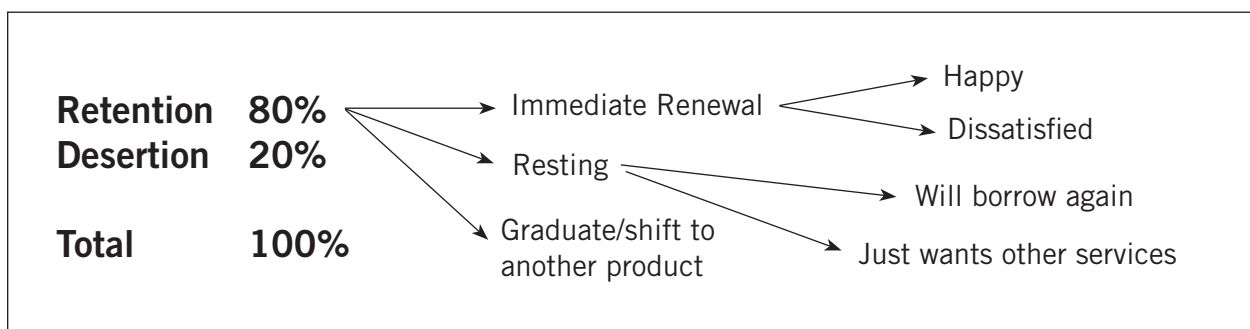 Retention 80%
Desertion 20%
Total 100%
Immediate Renewal
Resting
Graduate/shift to
another product
Happy
Dissatisfied
Will borrow again
Just wants other services